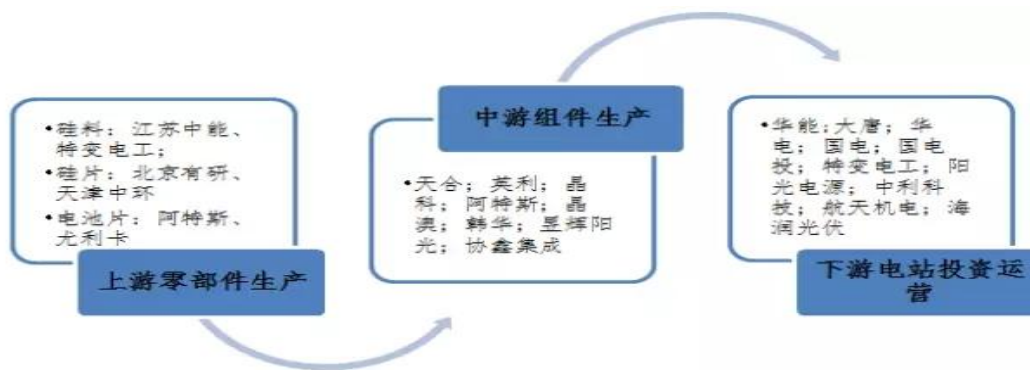 •硅料：江苏中能、
特变电工；
•硅片：北京有研、
天津中环
•电池片：阿特斯、
尤利卡
上游零部件生产
中游组件生产
•天合；英利；晶
科；阿特斯；晶
澳；韩华；昱辉阳
光；协鑫集成
•华能;大唐；华
电；国电；国电
投；特变电工；阳
光电源；中利科
技；航天机电；海
润光伏
下游电站投资运
营